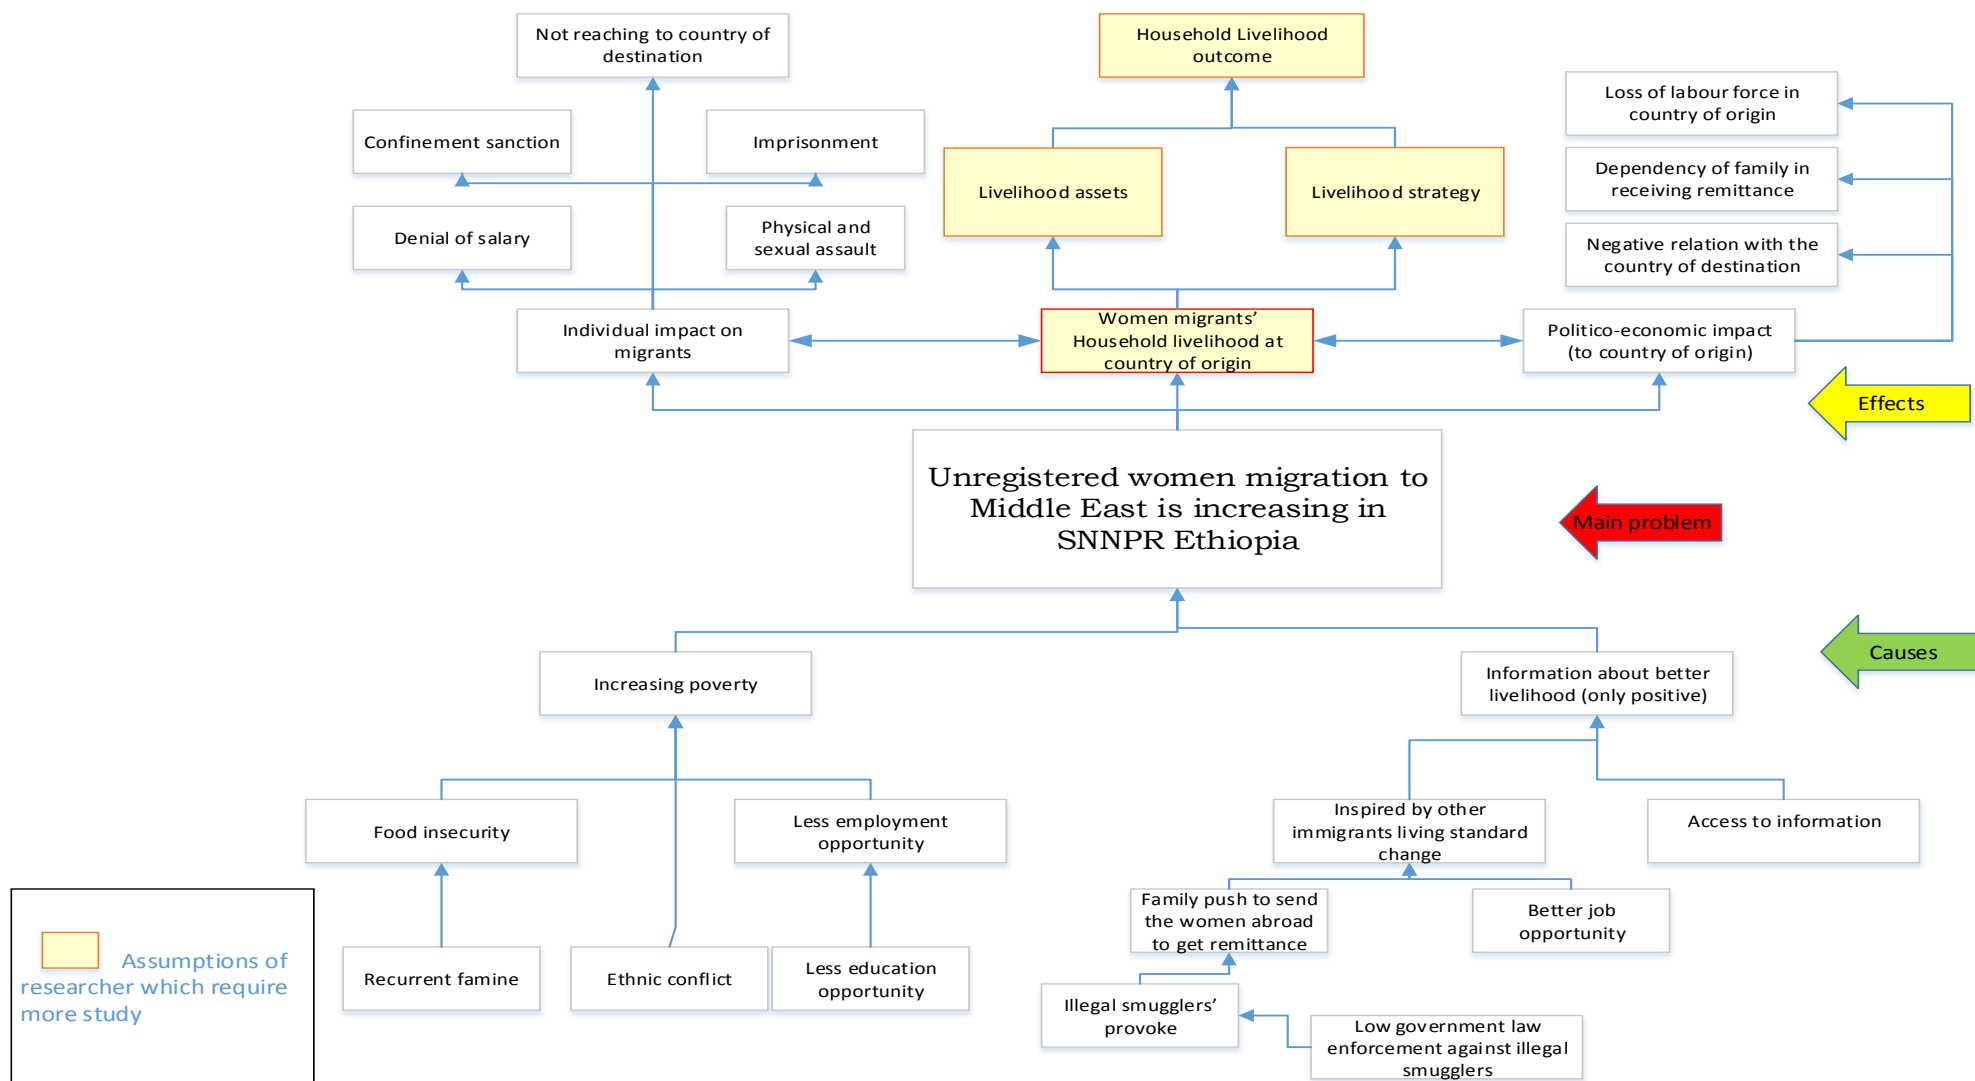 Not reaching to country of
destination
Household Livelihood
outcome
Loss of labour force in
country of origin
Confinement sanction
Imprisonment
Livelihood assets
Livelihood strategy
Dependency of family in
receiving remittance
Denial of salary
Physical and
sexual assault
Negative relation with the
country of destination
Individual impact on
migrants
Women migrants’
Household livelihood at
country of origin
Politico-economic impact
(to country of origin)
Effects
Unregistered women migration to
Middle East is increasing in
SNNPR Ethiopia
Main problem
Causes
Increasing poverty
Information about better
livelihood (only positive)
Food insecurity
Less employment
opportunity
Inspired by other
immigrants living standard
change
Access to information
Family push to send
the women abroad
to get remittance
Better job
opportunity
Recurrent famine
Ethnic conflict
Less education
opportunity
Illegal smugglers’
provoke
Low government law
enforcement against illegal
smugglers
Assumptions of
researcher which require
more study